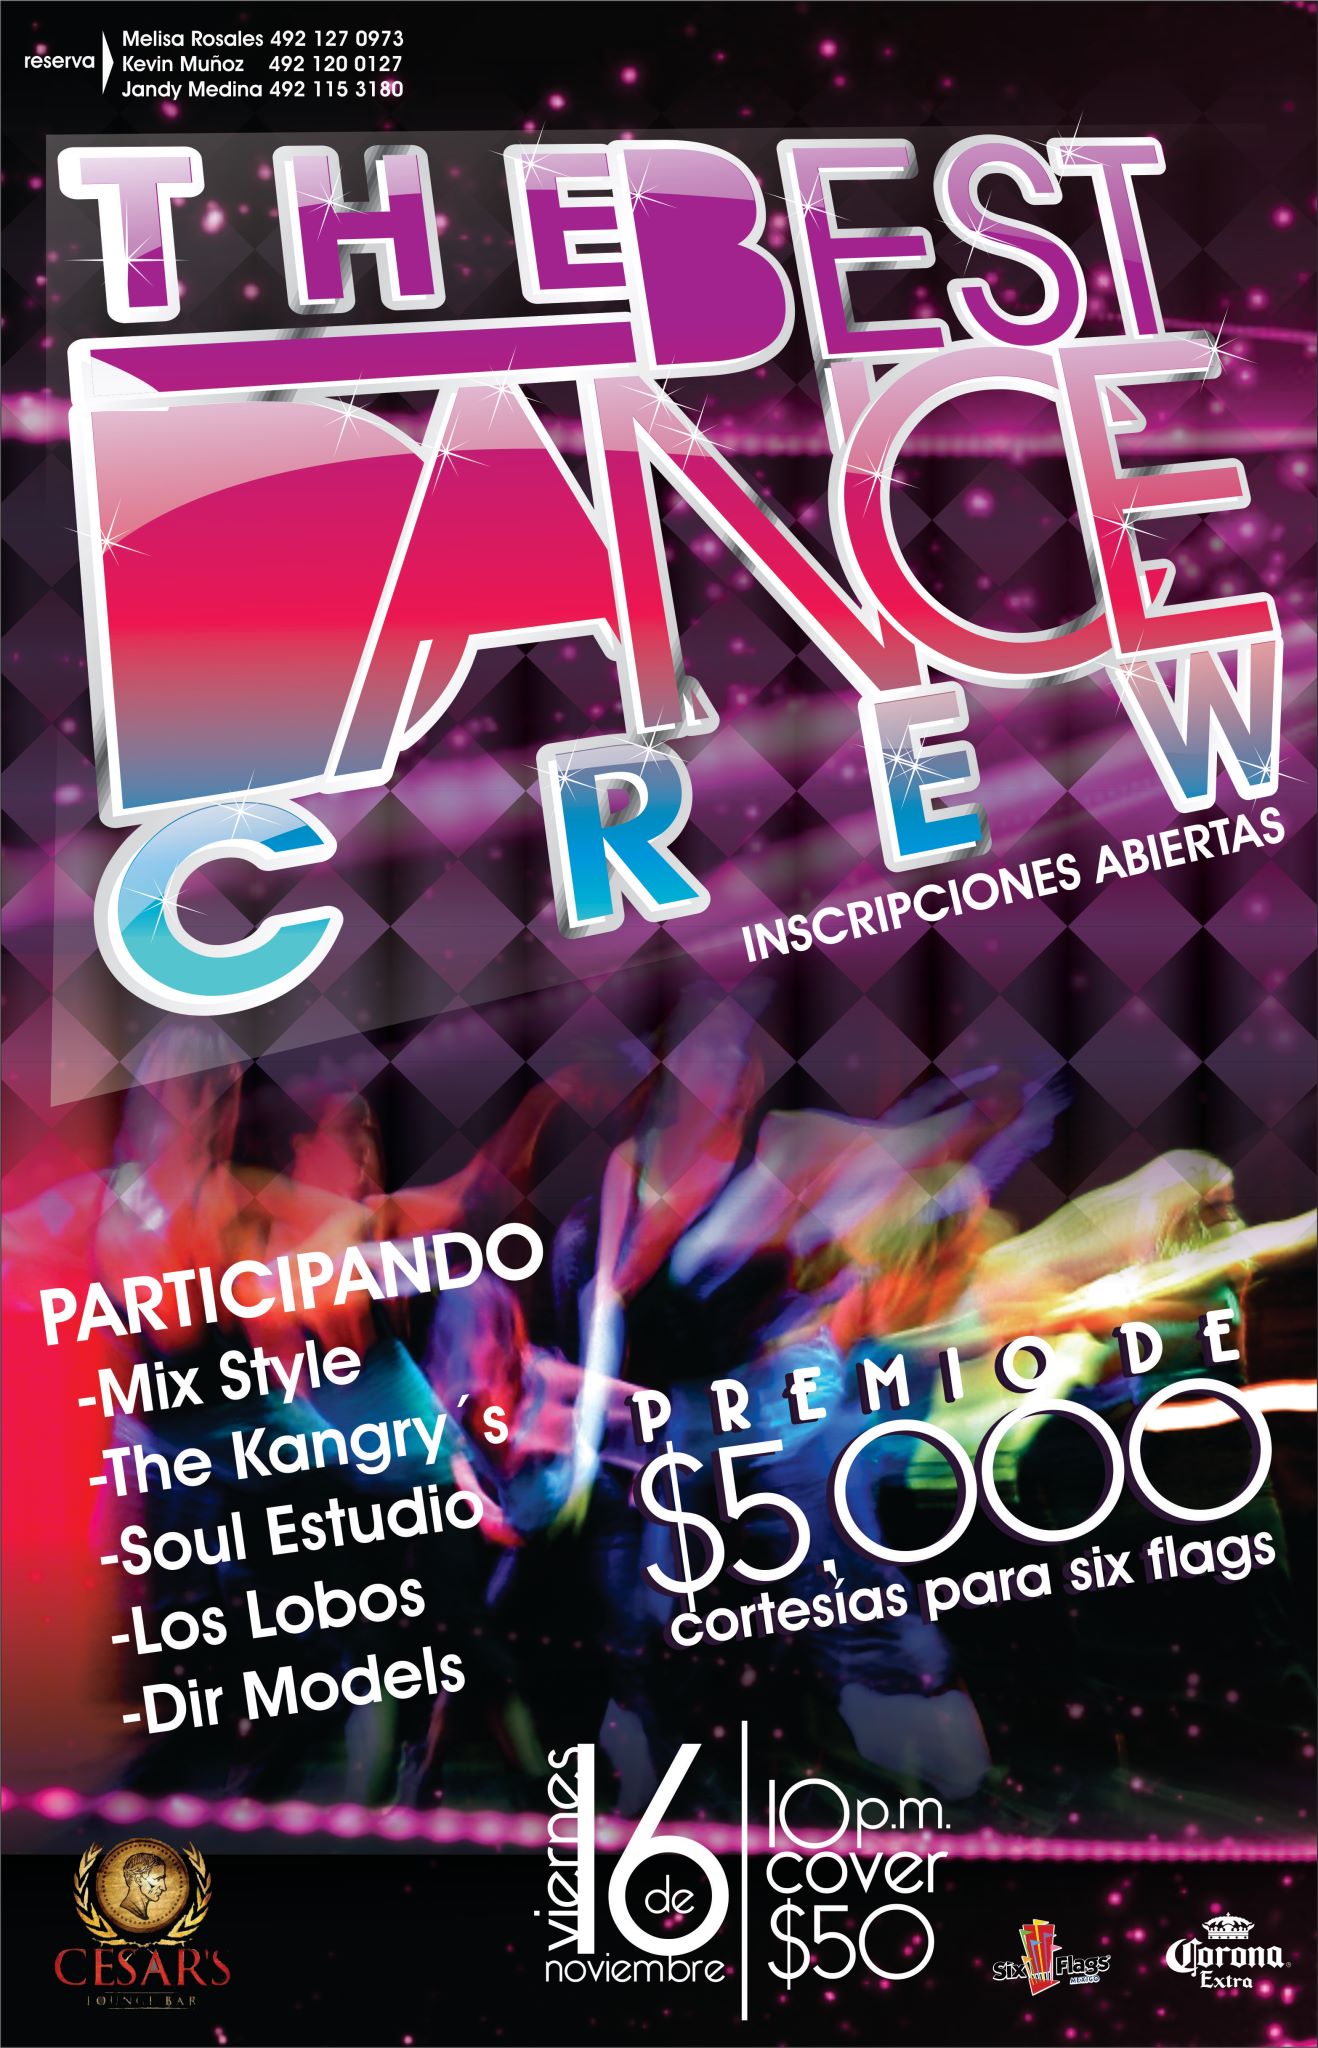 reserva
Melisa Rosales 492 127 0973
Kevin Muñoz 492 120 0127
Jandy Medina 492 115 3180
THE BEST
DANCE
CREW
INSCRIPCIONES ABIERTAS
PARTICIPANDO
-Mix Style
-The Kangry´s
-Soul Estudio
-Los Lobos
-Dir Models
PREMIO DE
$5,000
cortesías para six flags
viernes
16
de
noviembre
10p.m.
cover
$50
CESAR'S
LOUNGE BAR
Six Flags
MEXICO
Corona
Extra